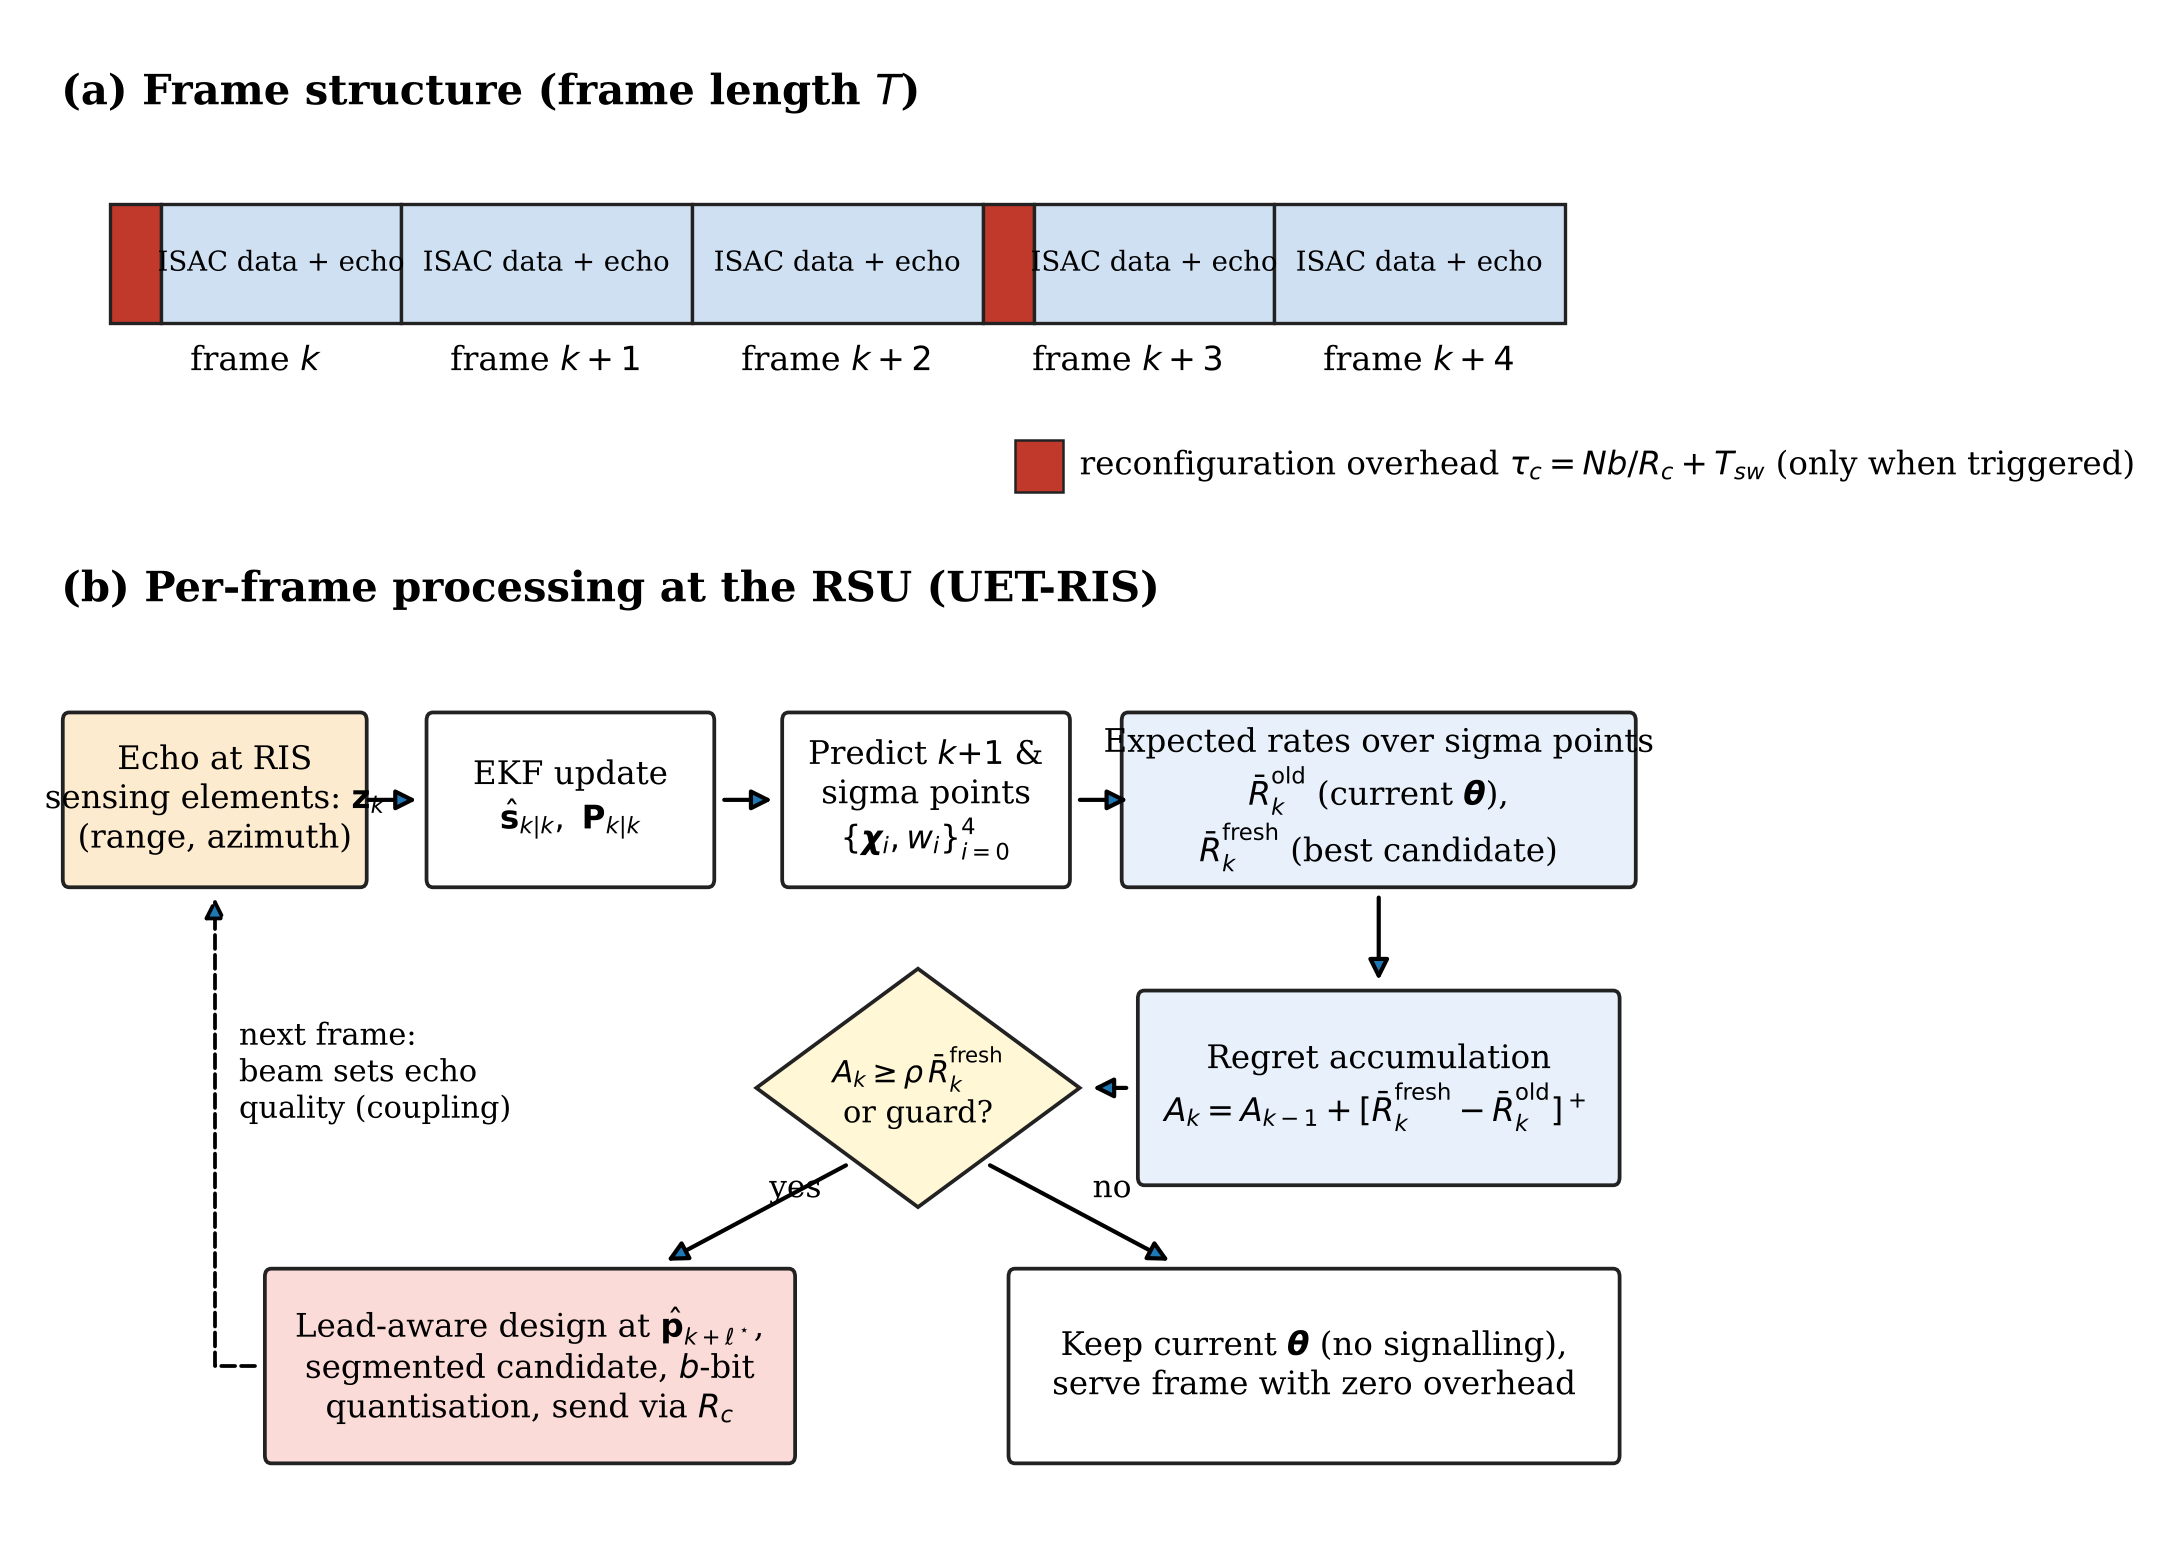 (a) Frame structure (frame length T)
ISAC data + echo ISAC data + echo ISAC data + echo ISAC data + echo ISAC data + echo
frame k frame k + 1 frame k + 2 frame k + 3 frame k + 4
reconfiguration overhead τ_c = Nb/R_c + T_sw (only when triggered)
(b) Per-frame processing at the RSU (UET-RIS)
Echo at RIS
sensing elements: z_k
(range, azimuth)
EKF update
ŝ_{k|k}, P_{k|k}
Predict k+1 &
sigma points
{χ_i, w_i}_{i=0}^4
Expected rates over sigma points
R̄_k^old (current θ),
R̄_k^fresh (best candidate)
Regret accumulation
A_k = A_{k−1} + [R̄_k^fresh − R̄_k^old]^+
A_k ≥ ρ R̄_k^fresh
or guard?
yes
no
next frame:
beam sets echo
quality (coupling)
Lead-aware design at p̂_{k+ℓ⋆},
segmented candidate, b-bit
quantisation, send via R_c
Keep current θ (no signalling),
serve frame with zero overhead